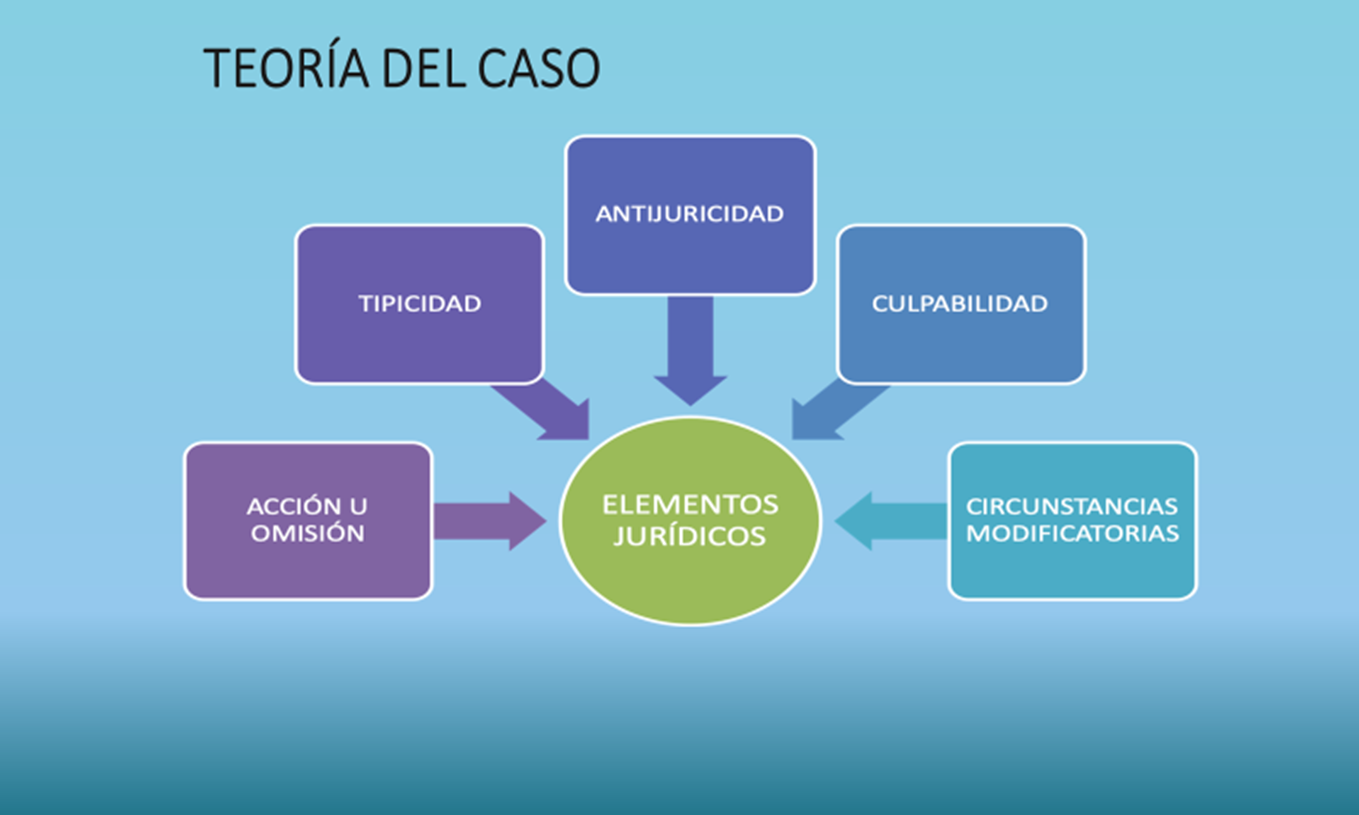 TEORÍA DEL CASO
ANTIJURICIDAD
TIPICIDAD
CULPABILIDAD
ACCIÓN U
OMISIÓN
ELEMENTOS
JURÍDICOS
CIRCUNSTANCIAS
MODIFICATORIAS